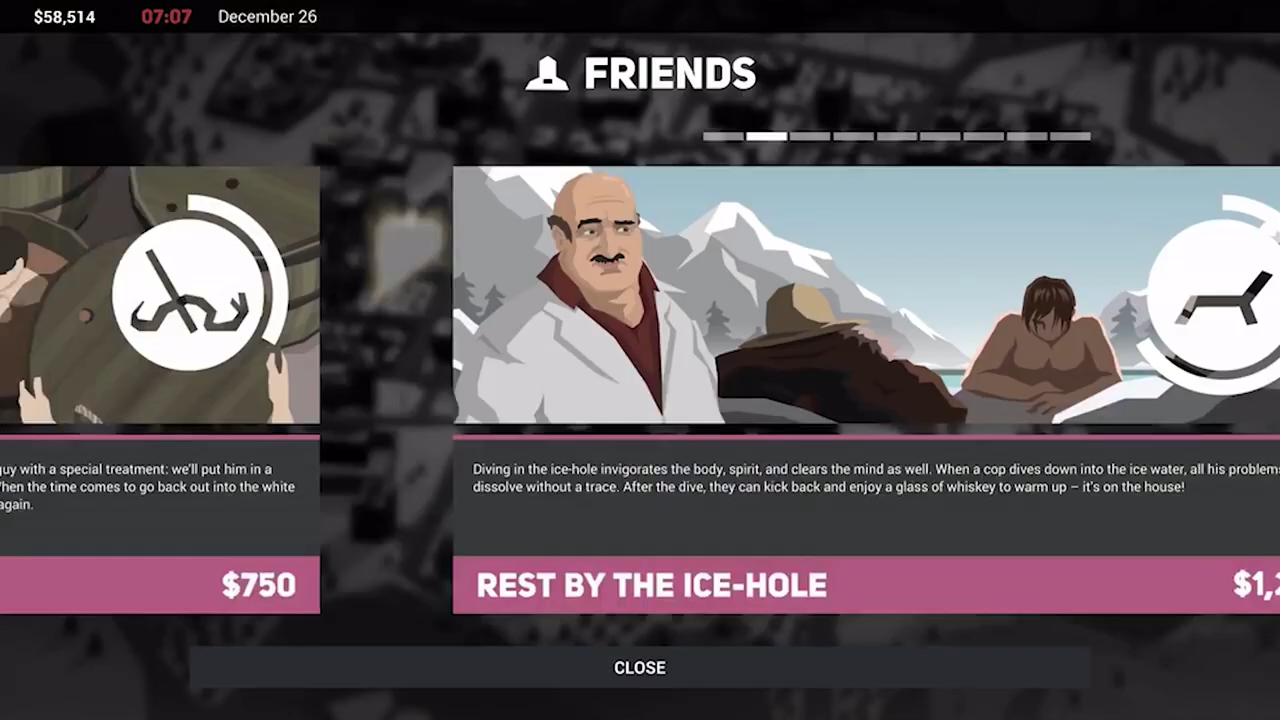 $58,514 07:07 December 26
FRIENDS
guy with a special treatment: we'll put him in a
When the time comes to go back out into the white
again.
$750
Diving in the ice-hole invigorates the body, spirit, and clears the mind as well. When a cop dives down into the ice water, all his problems
dissolve without a trace. After the dive, they can kick back and enjoy a glass of whiskey to warm up – it's on the house!
REST BY THE ICE-HOLE
$1,2
CLOSE